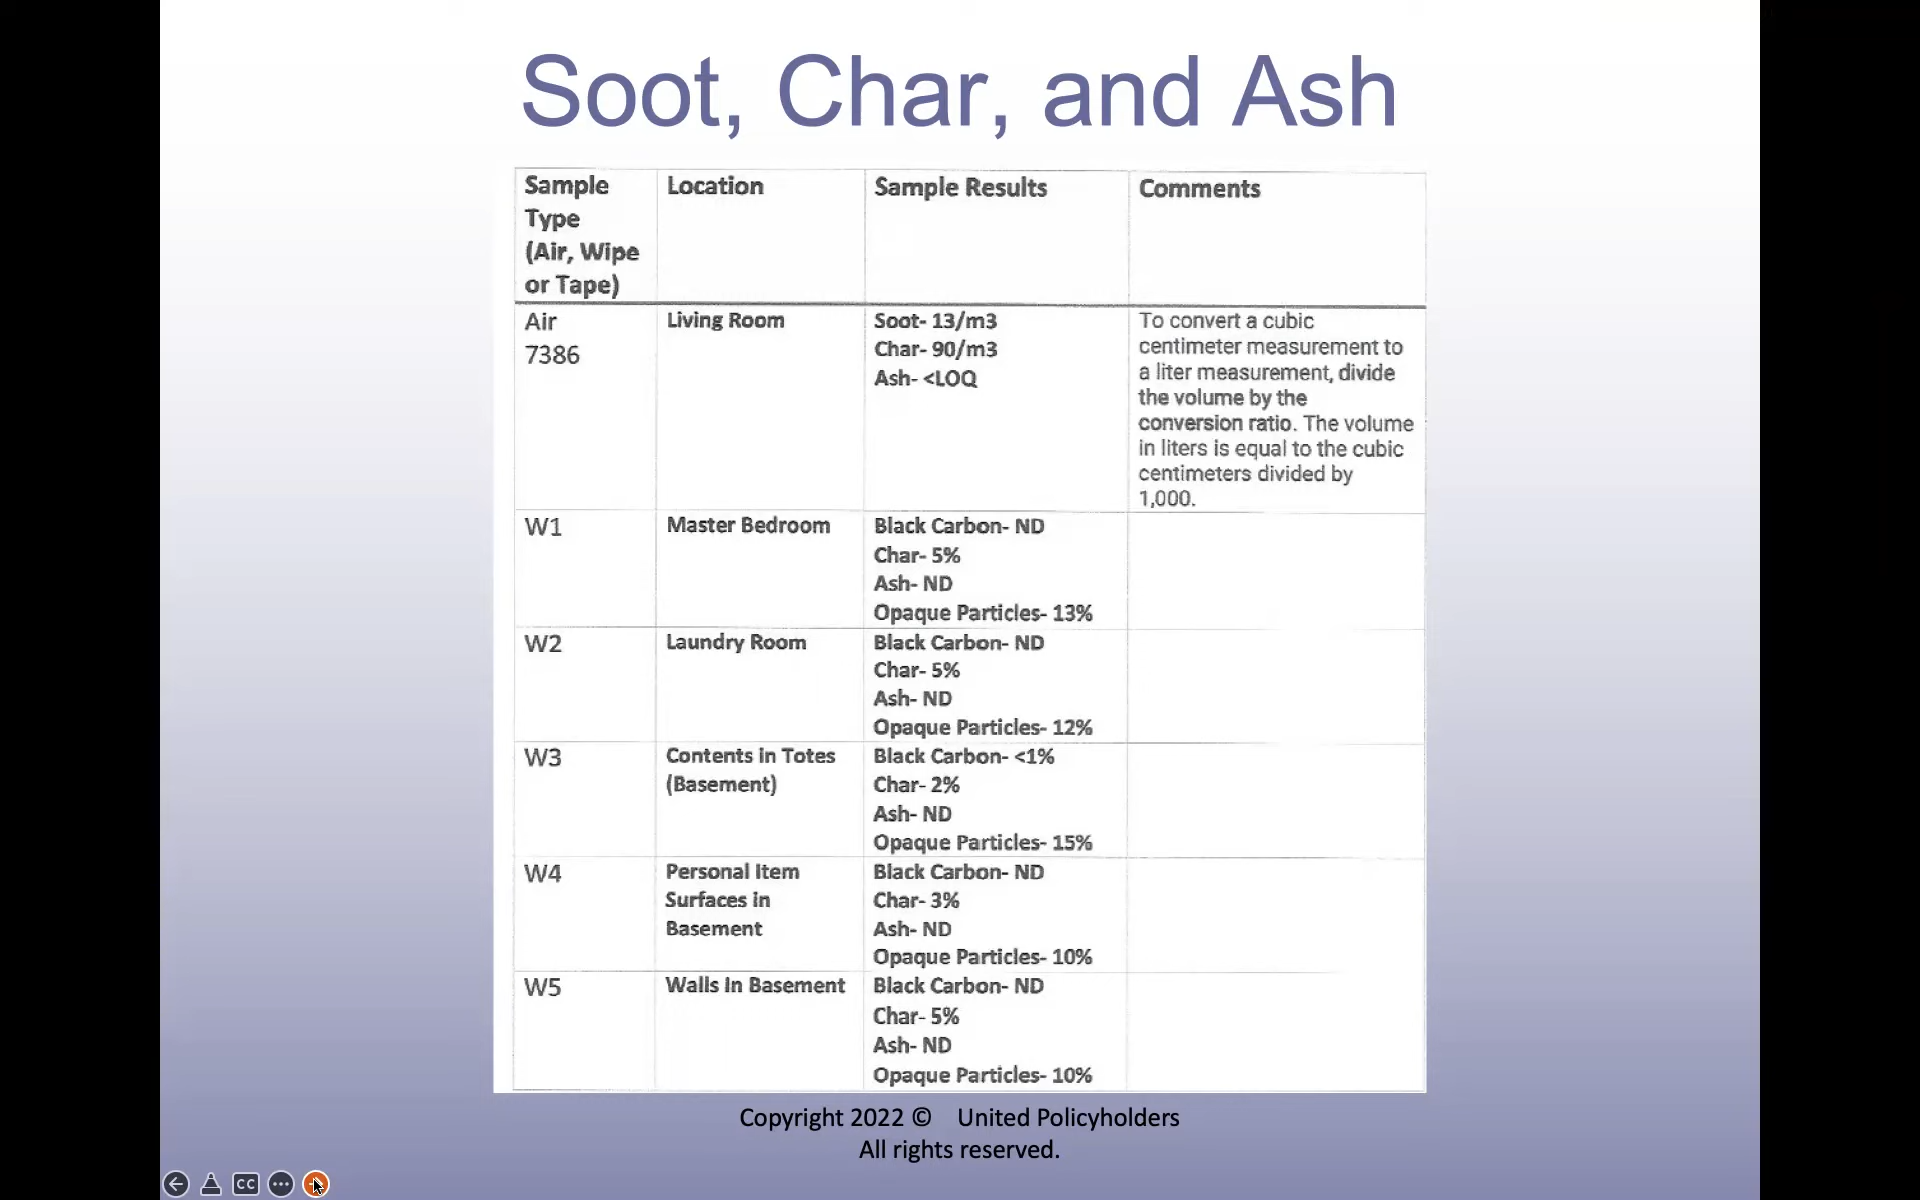 Soot, Char, and Ash
Sample Type (Air, Wipe or Tape)
Location
Sample Results
Comments
Air 7386
Living Room
Soot- 13/m3
Char- 90/m3
Ash- <LOQ
To convert a cubic
centimeter measurement to
a liter measurement, divide
the volume by the
conversion ratio. The volume
in liters is equal to the cubic
centimeters divided by
1,000.
W1
Master Bedroom
Black Carbon- ND
Char- 5%
Ash- ND
Opaque Particles- 13%
W2
Laundry Room
Black Carbon- ND
Char- 5%
Ash- ND
Opaque Particles- 12%
W3
Contents in Totes
(Basement)
Black Carbon- <1%
Char- 2%
Ash- ND
Opaque Particles- 15%
W4
Personal Item
Surfaces in
Basement
Black Carbon- ND
Char- 3%
Ash- ND
Opaque Particles- 10%
W5
Walls In Basement
Black Carbon- ND
Char- 5%
Ash- ND
Opaque Particles- 10%
Copyright 2022 © United Policyholders
All rights reserved.
CC